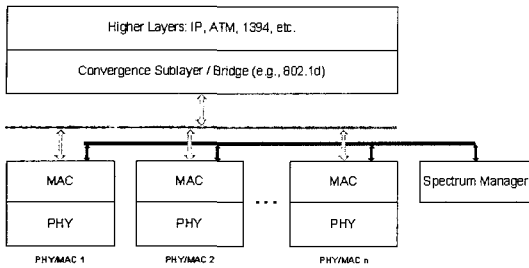 Higher Layers: IP, ATM, 1394, etc.
Convergence Sublayer / Bridge (e.g., 802.1d)
MAC
MAC
MAC
Spectrum Manager
...
PHY
PHY
PHY
PHY/MAC 1
PHY/MAC 2
PHY/MAC n